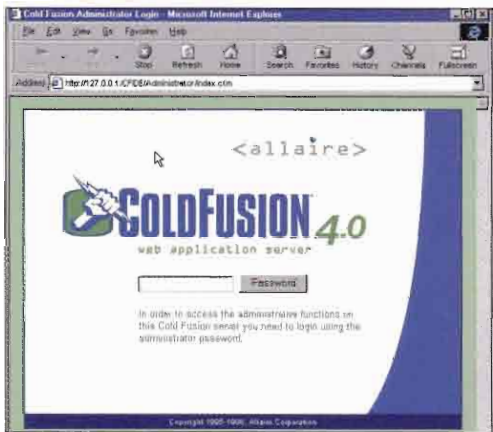 Cold Fusion Administrator Login - Microsoft Internet Explorer
File Edit View Go Favorites Help
Stop Refresh Home Search Favorites History Channels Fullscreen
Address http://127.0.0.1/CFIDE/Administrator/index.cfm
<allaire>
COLDFUSION 4.0
web application server
Password
In order to access the administrative functions on
this Cold Fusion server you need to login using the
administrator password.
Copyright 1995-1998, Allaire Corporation